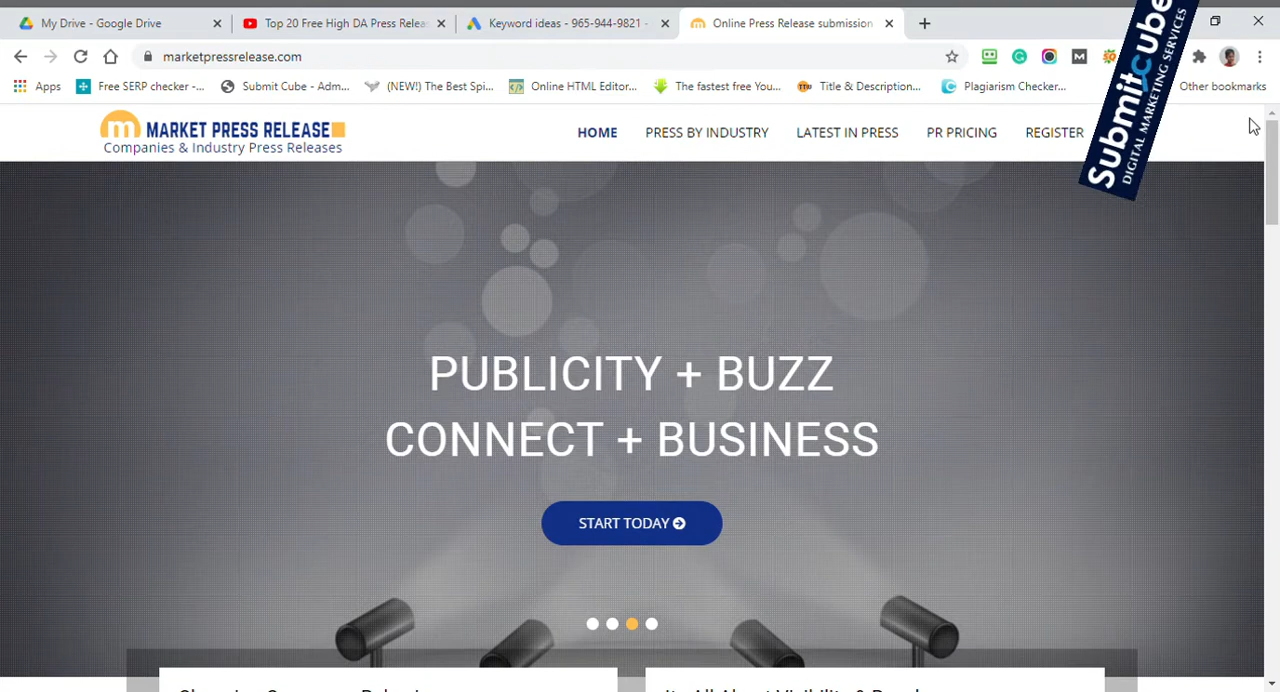 My Drive - Google Drive
Top 20 Free High DA Press Relea
Keyword ideas - 965-944-9821 -
Online Press Release submission
marketpressrelease.com
Apps
Free SERP checker -...
Submit Cube - Adm...
(NEW!) The Best Spi...
Online HTML Editor...
The fastest free You...
Title & Description...
Plagiarism Checker...
Other bookmarks
Submitcube
DIGITAL MARKETING SERVICES
m MARKET PRESS RELEASE
Companies & Industry Press Releases
HOME
PRESS BY INDUSTRY
LATEST IN PRESS
PR PRICING
REGISTER
PUBLICITY + BUZZ
CONNECT + BUSINESS
START TODAY